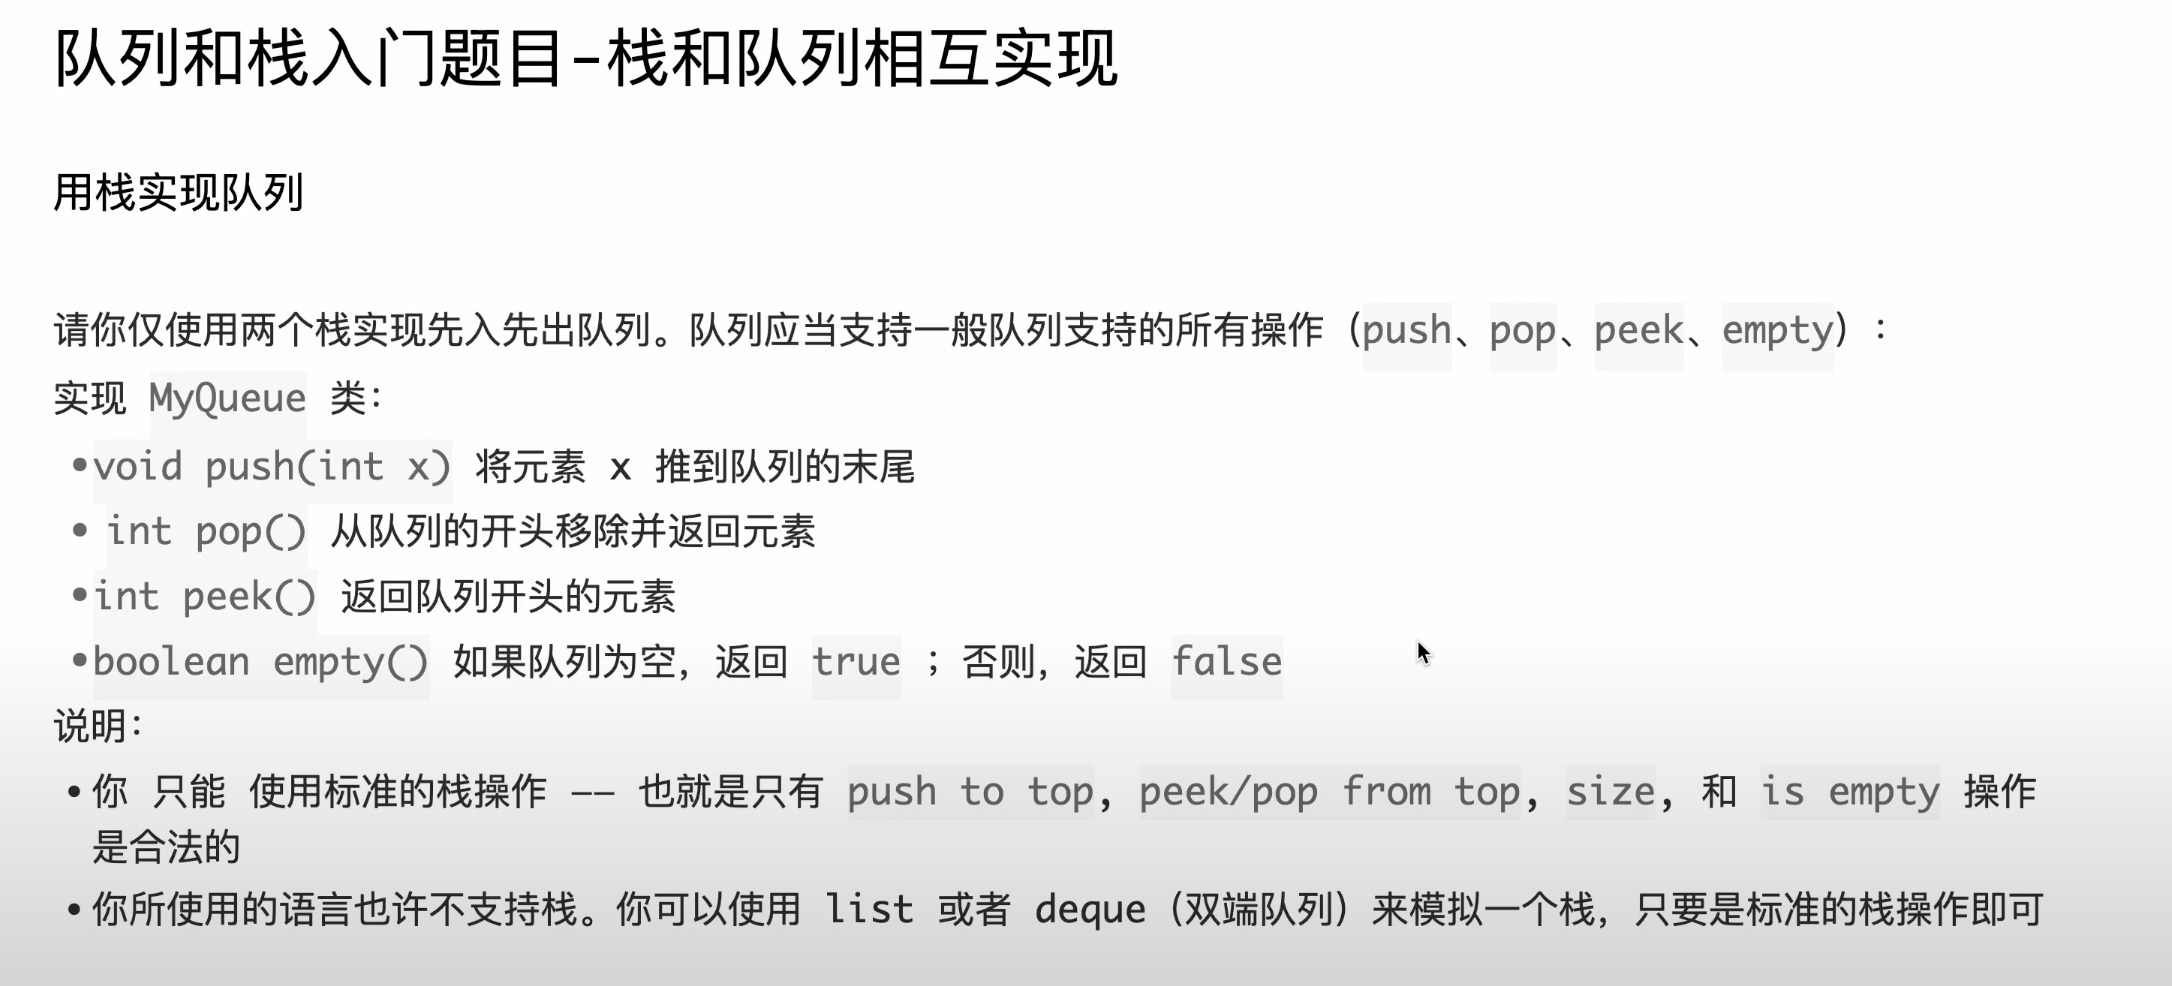 队列和栈入门题目-栈和队列相互实现
用栈实现队列
请你仅使用两个栈实现先入先出队列。队列应当支持一般队列支持的所有操作（push、pop、peek、empty）：
实现 MyQueue 类：
•void push(int x) 将元素 x 推到队列的末尾
• int pop() 从队列的开头移除并返回元素
•int peek() 返回队列开头的元素
•boolean empty() 如果队列为空，返回 true ；否则，返回 false
说明：
• 你 只能 使用标准的栈操作 —— 也就是只有 push to top, peek/pop from top, size, 和 is empty 操作
是合法的
• 你所使用的语言也许不支持栈。你可以使用 list 或者 deque（双端队列）来模拟一个栈，只要是标准的栈操作即可